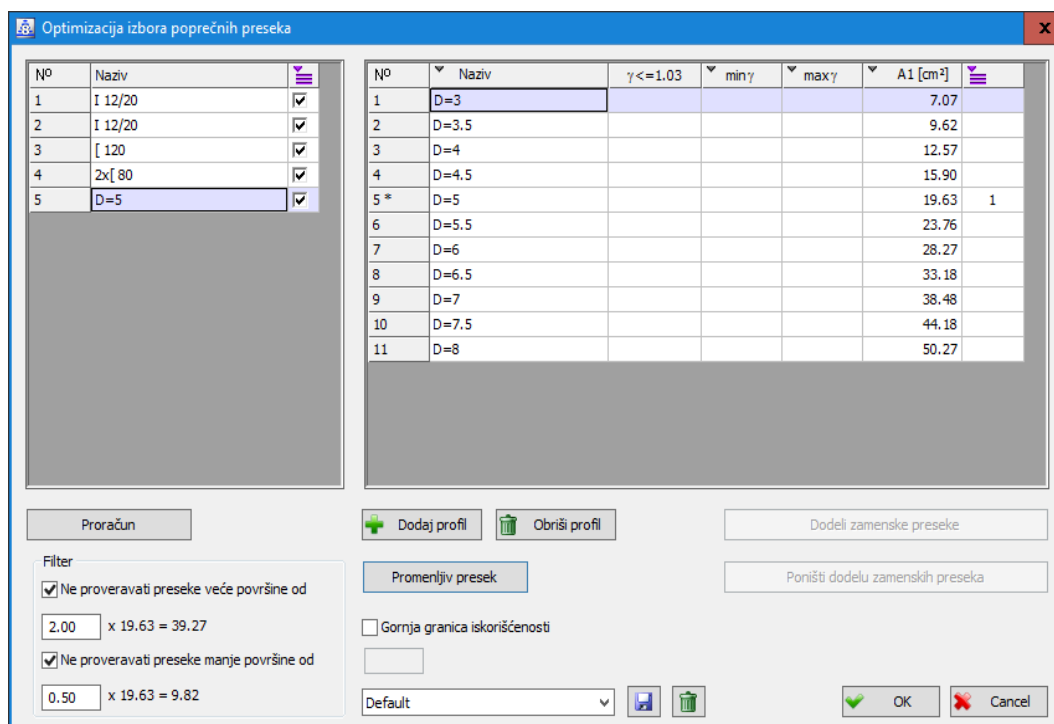 Optimizacija izbora poprečnih preseka x
Nº Naziv
1 I 12/20
2 I 12/20
3 [ 120
4 2x[ 80
5 D=5
Nº Naziv γ<=1.03 min γ max γ A1 [cm²]
1 D=3 7.07
2 D=3.5 9.62
3 D=4 12.57
4 D=4.5 15.90
5 * D=5 19.63 1
6 D=5.5 23.76
7 D=6 28.27
8 D=6.5 33.18
9 D=7 38.48
10 D=7.5 44.18
11 D=8 50.27
Proračun
Filter
Ne proveravati preseke veće površine od
2.00 x 19.63 = 39.27
Ne proveravati preseke manje površine od
0.50 x 19.63 = 9.82
Dodaj profil Obriši profil
Promenljiv presek
Gornja granica iskorišćenosti
Default
Dodeli zamenske preseke
Poništi dodelu zamenskih preseka
OK Cancel